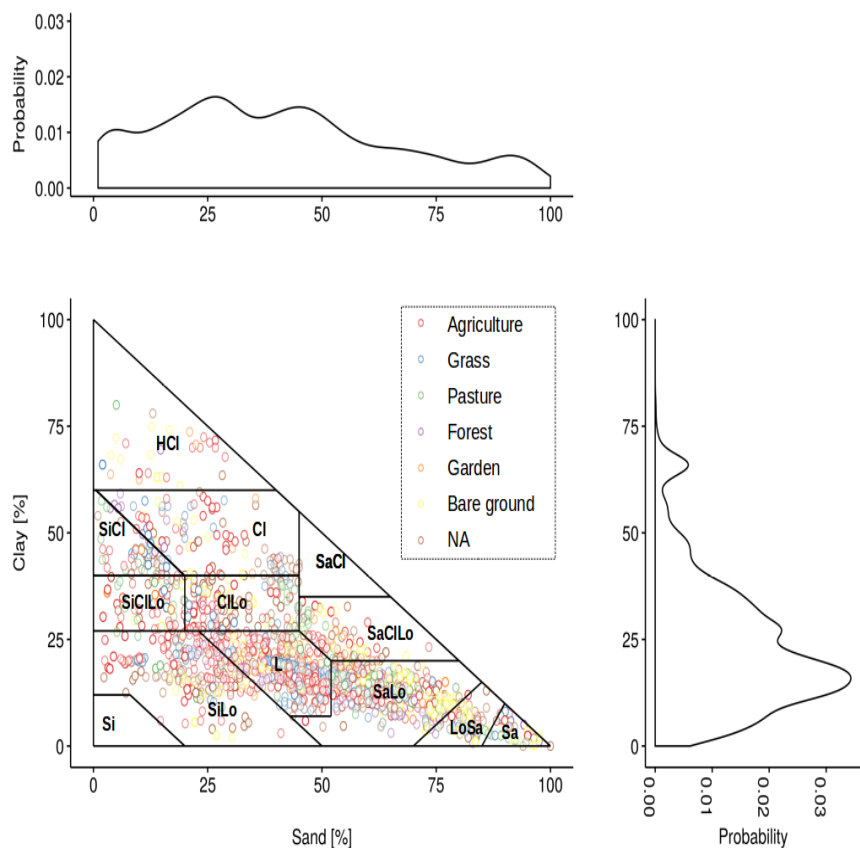 0.03
0.02
0.01
0.00
Probability
0 25 50 75 100
100
75
50
25
0
Clay [%]
HCl
SiCl
Cl
SaCl
SiClLo
ClLo
SaClLo
L
SaLo
SiLo
LoSa
Sa
Si
0 25 50 75 100
Sand [%]
Agriculture
Grass
Pasture
Forest
Garden
Bare ground
NA
100
75
50
25
0
0.00 0.01 0.02 0.03
Probability